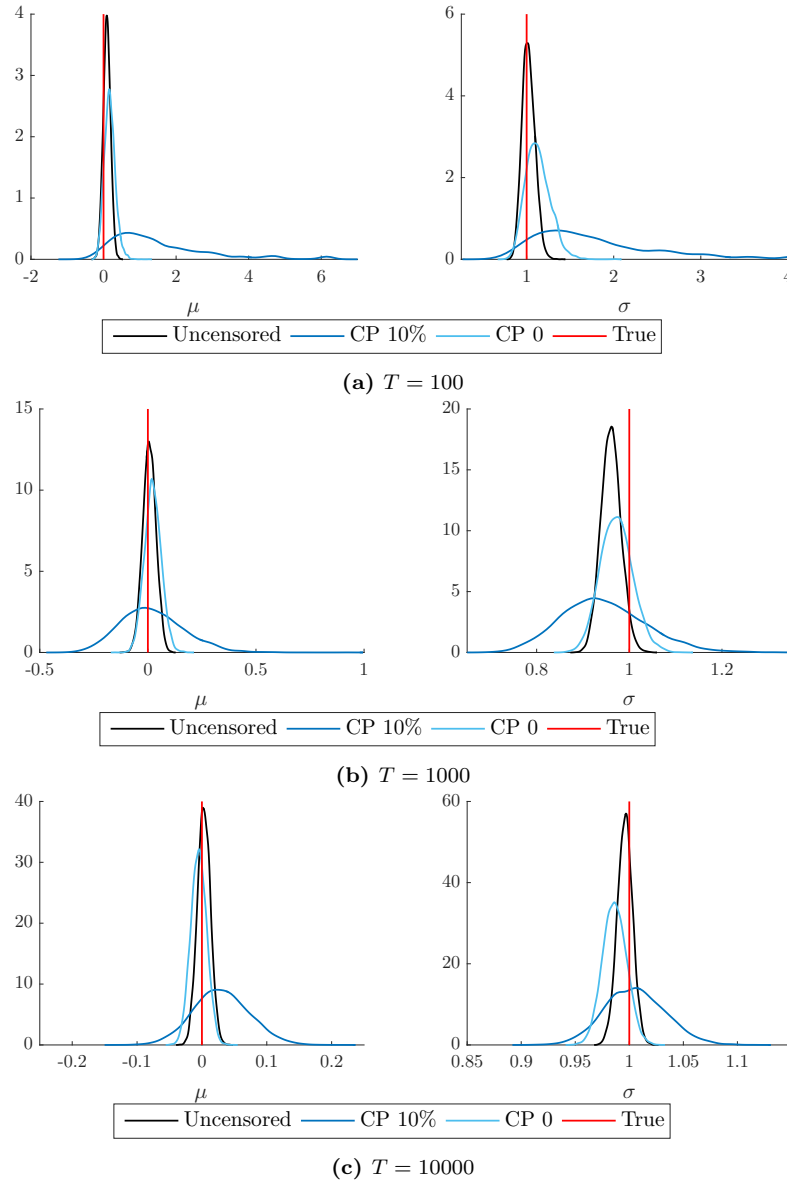 4
3
2
1
0
-2 0 2 4 6
μ
6
4
2
0
1 2 3 4
σ
Uncensored CP 10% CP 0 True
(a) T = 100
15
10
5
0
-0.5 0 0.5 1
μ
20
15
10
5
0
0.8 1 1.2
σ
Uncensored CP 10% CP 0 True
(b) T = 1000
40
30
20
10
0
-0.2 -0.1 0 0.1 0.2
μ
60
40
20
0
0.85 0.9 0.95 1 1.05 1.1
σ
Uncensored CP 10% CP 0 True
(c) T = 10000